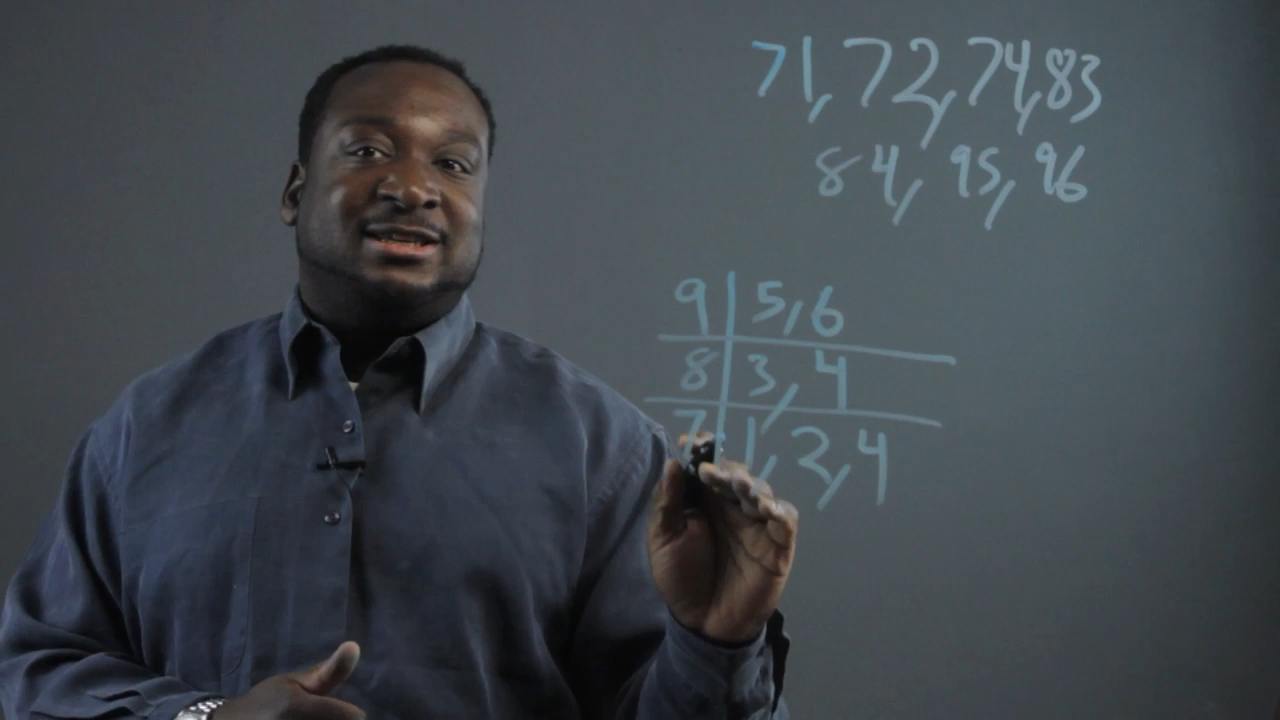 71, 72, 74, 83
84, 95, 96
9 | 5, 6
8 | 3, 4
7 | 1, 2, 4